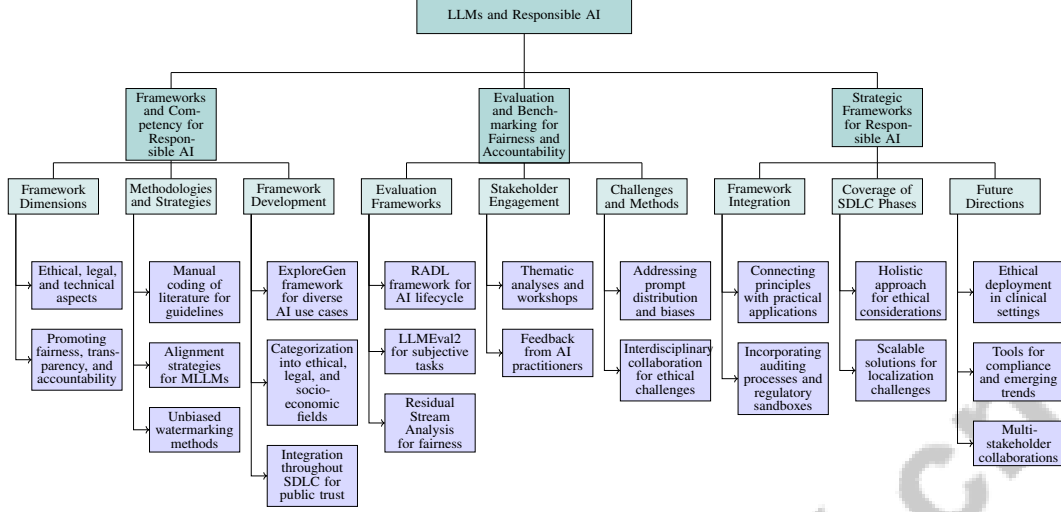 LLMs and Responsible AI
Frameworks
and Com-
petency for
Respon-
sible AI
Evaluation
and Bench-
marking for
Fairness and
Accountability
Strategic
Frameworks
for Respon-
sible AI
Framework
Dimensions
Methodologies
and Strategies
Framework
Development
Evaluation
Frameworks
Stakeholder
Engagement
Challenges
and Methods
Framework
Integration
Coverage of
SDLC Phases
Future
Directions
Ethical, legal,
and technical
aspects
Promoting
fairness, trans-
parency, and
accountability
Manual
coding of
literature for
guidelines
Alignment
strategies
for MLLMs
Unbiased
watermarking
methods
ExploreGen
framework
for diverse
AI use cases
Categorization
into ethical,
legal, and
socio-
economic
fields
Integration
throughout
SDLC for
public trust
RADL
framework for
AI lifecycle
LLMEval2
for subjective
tasks
Residual
Stream
Analysis
for fairness
Thematic
analyses and
workshops
Feedback
from AI
practitioners
Addressing
prompt
distribution
and biases
Interdisciplinary
collaboration
for ethical
challenges
Connecting
principles
with practical
applications
Incorporating
auditing
processes and
regulatory
sandboxes
Holistic
approach
for ethical
considerations
Scalable
solutions for
localization
challenges
Ethical
deployment
in clinical
settings
Tools for
compliance
and emerging
trends
Multi-
stakeholder
collaborations